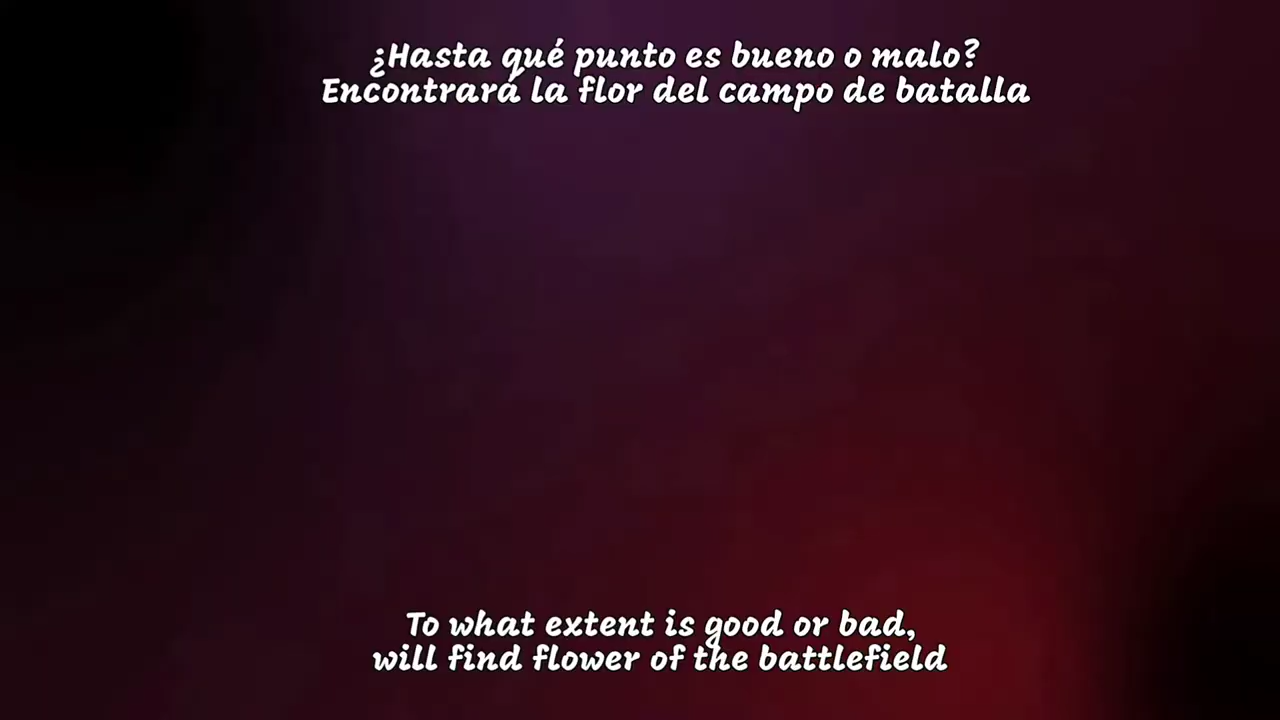 ¿Hasta qué punto es bueno o malo?
Encontrará la flor del campo de batalla
To what extent is good or bad,
will find flower of the battlefield